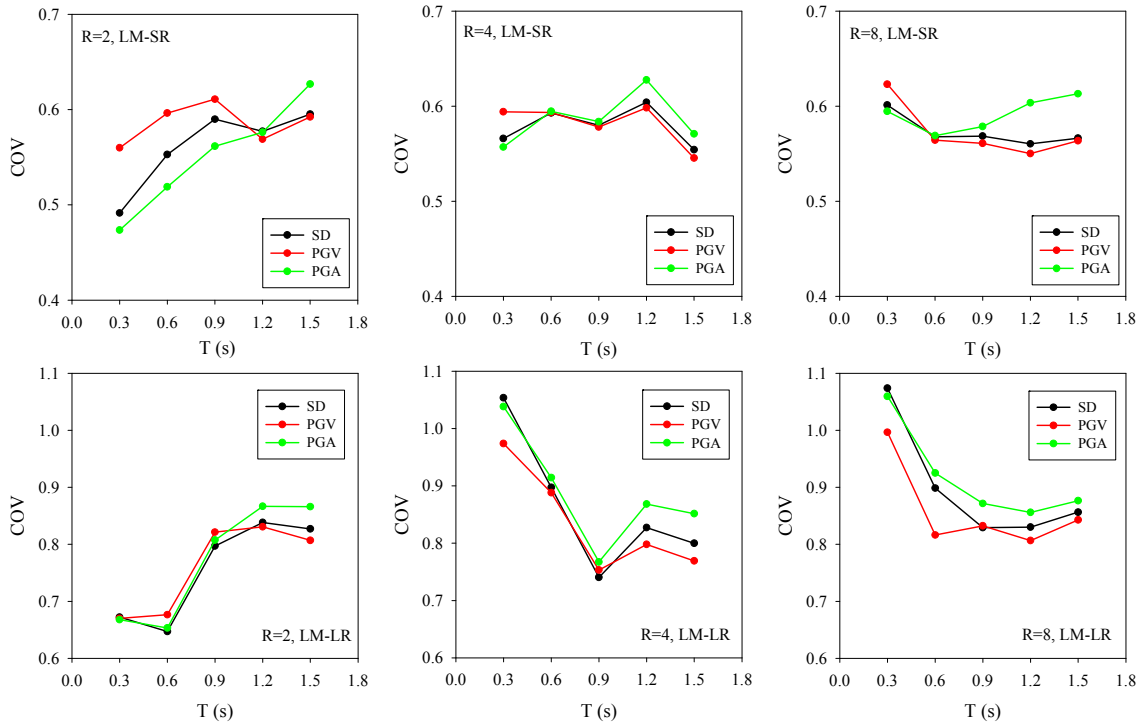 R=2, LM-SR
COV
0.7
0.6
0.5
0.4
0.0 0.3 0.6 0.9 1.2 1.5 1.8
T (s)
SD
PGV
PGA
R=4, LM-SR
COV
0.7
0.6
0.5
0.4
0.0 0.3 0.6 0.9 1.2 1.5 1.8
T (s)
SD
PGV
PGA
R=8, LM-SR
COV
0.7
0.6
0.5
0.4
0.0 0.3 0.6 0.9 1.2 1.5 1.8
T (s)
SD
PGV
PGA
COV
1.1
1.0
0.9
0.8
0.7
0.6
SD
PGV
PGA
R=2, LM-LR
0.0 0.3 0.6 0.9 1.2 1.5 1.8
T (s)
COV
1.1
1.0
0.9
0.8
0.7
0.6
SD
PGV
PGA
R=4, LM-LR
0.0 0.3 0.6 0.9 1.2 1.5 1.8
T (s)
COV
1.1
1.0
0.9
0.8
0.7
0.6
SD
PGV
PGA
R=8, LM-LR
0.0 0.3 0.6 0.9 1.2 1.5 1.8
T (s)